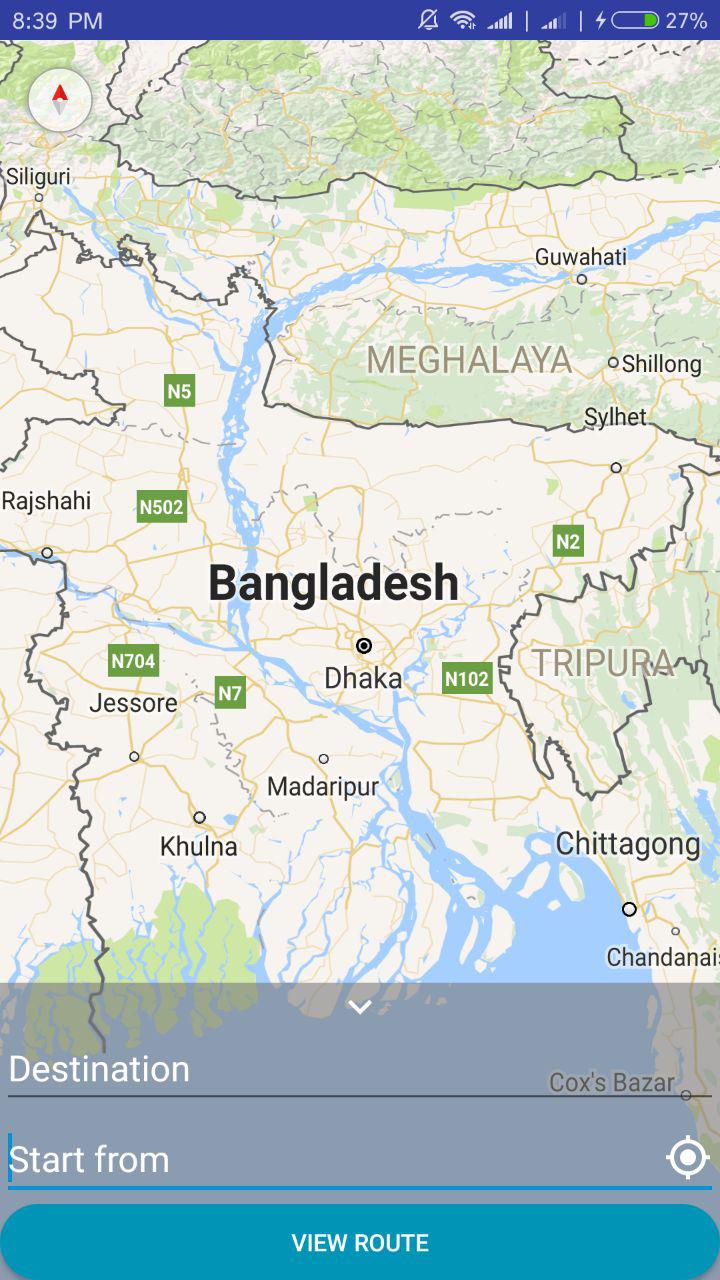 8:39 PM
27%
Siliguri
Guwahati
MEGHALAYA
Shillong
N5
Sylhet
Rajshahi
N502
N2
Bangladesh
N704
Dhaka
N102
TRIPURA
N7
Jessore
Madaripur
Khulna
Chittagong
Chandanais
Destination
Cox's Bazar
Start from
VIEW ROUTE